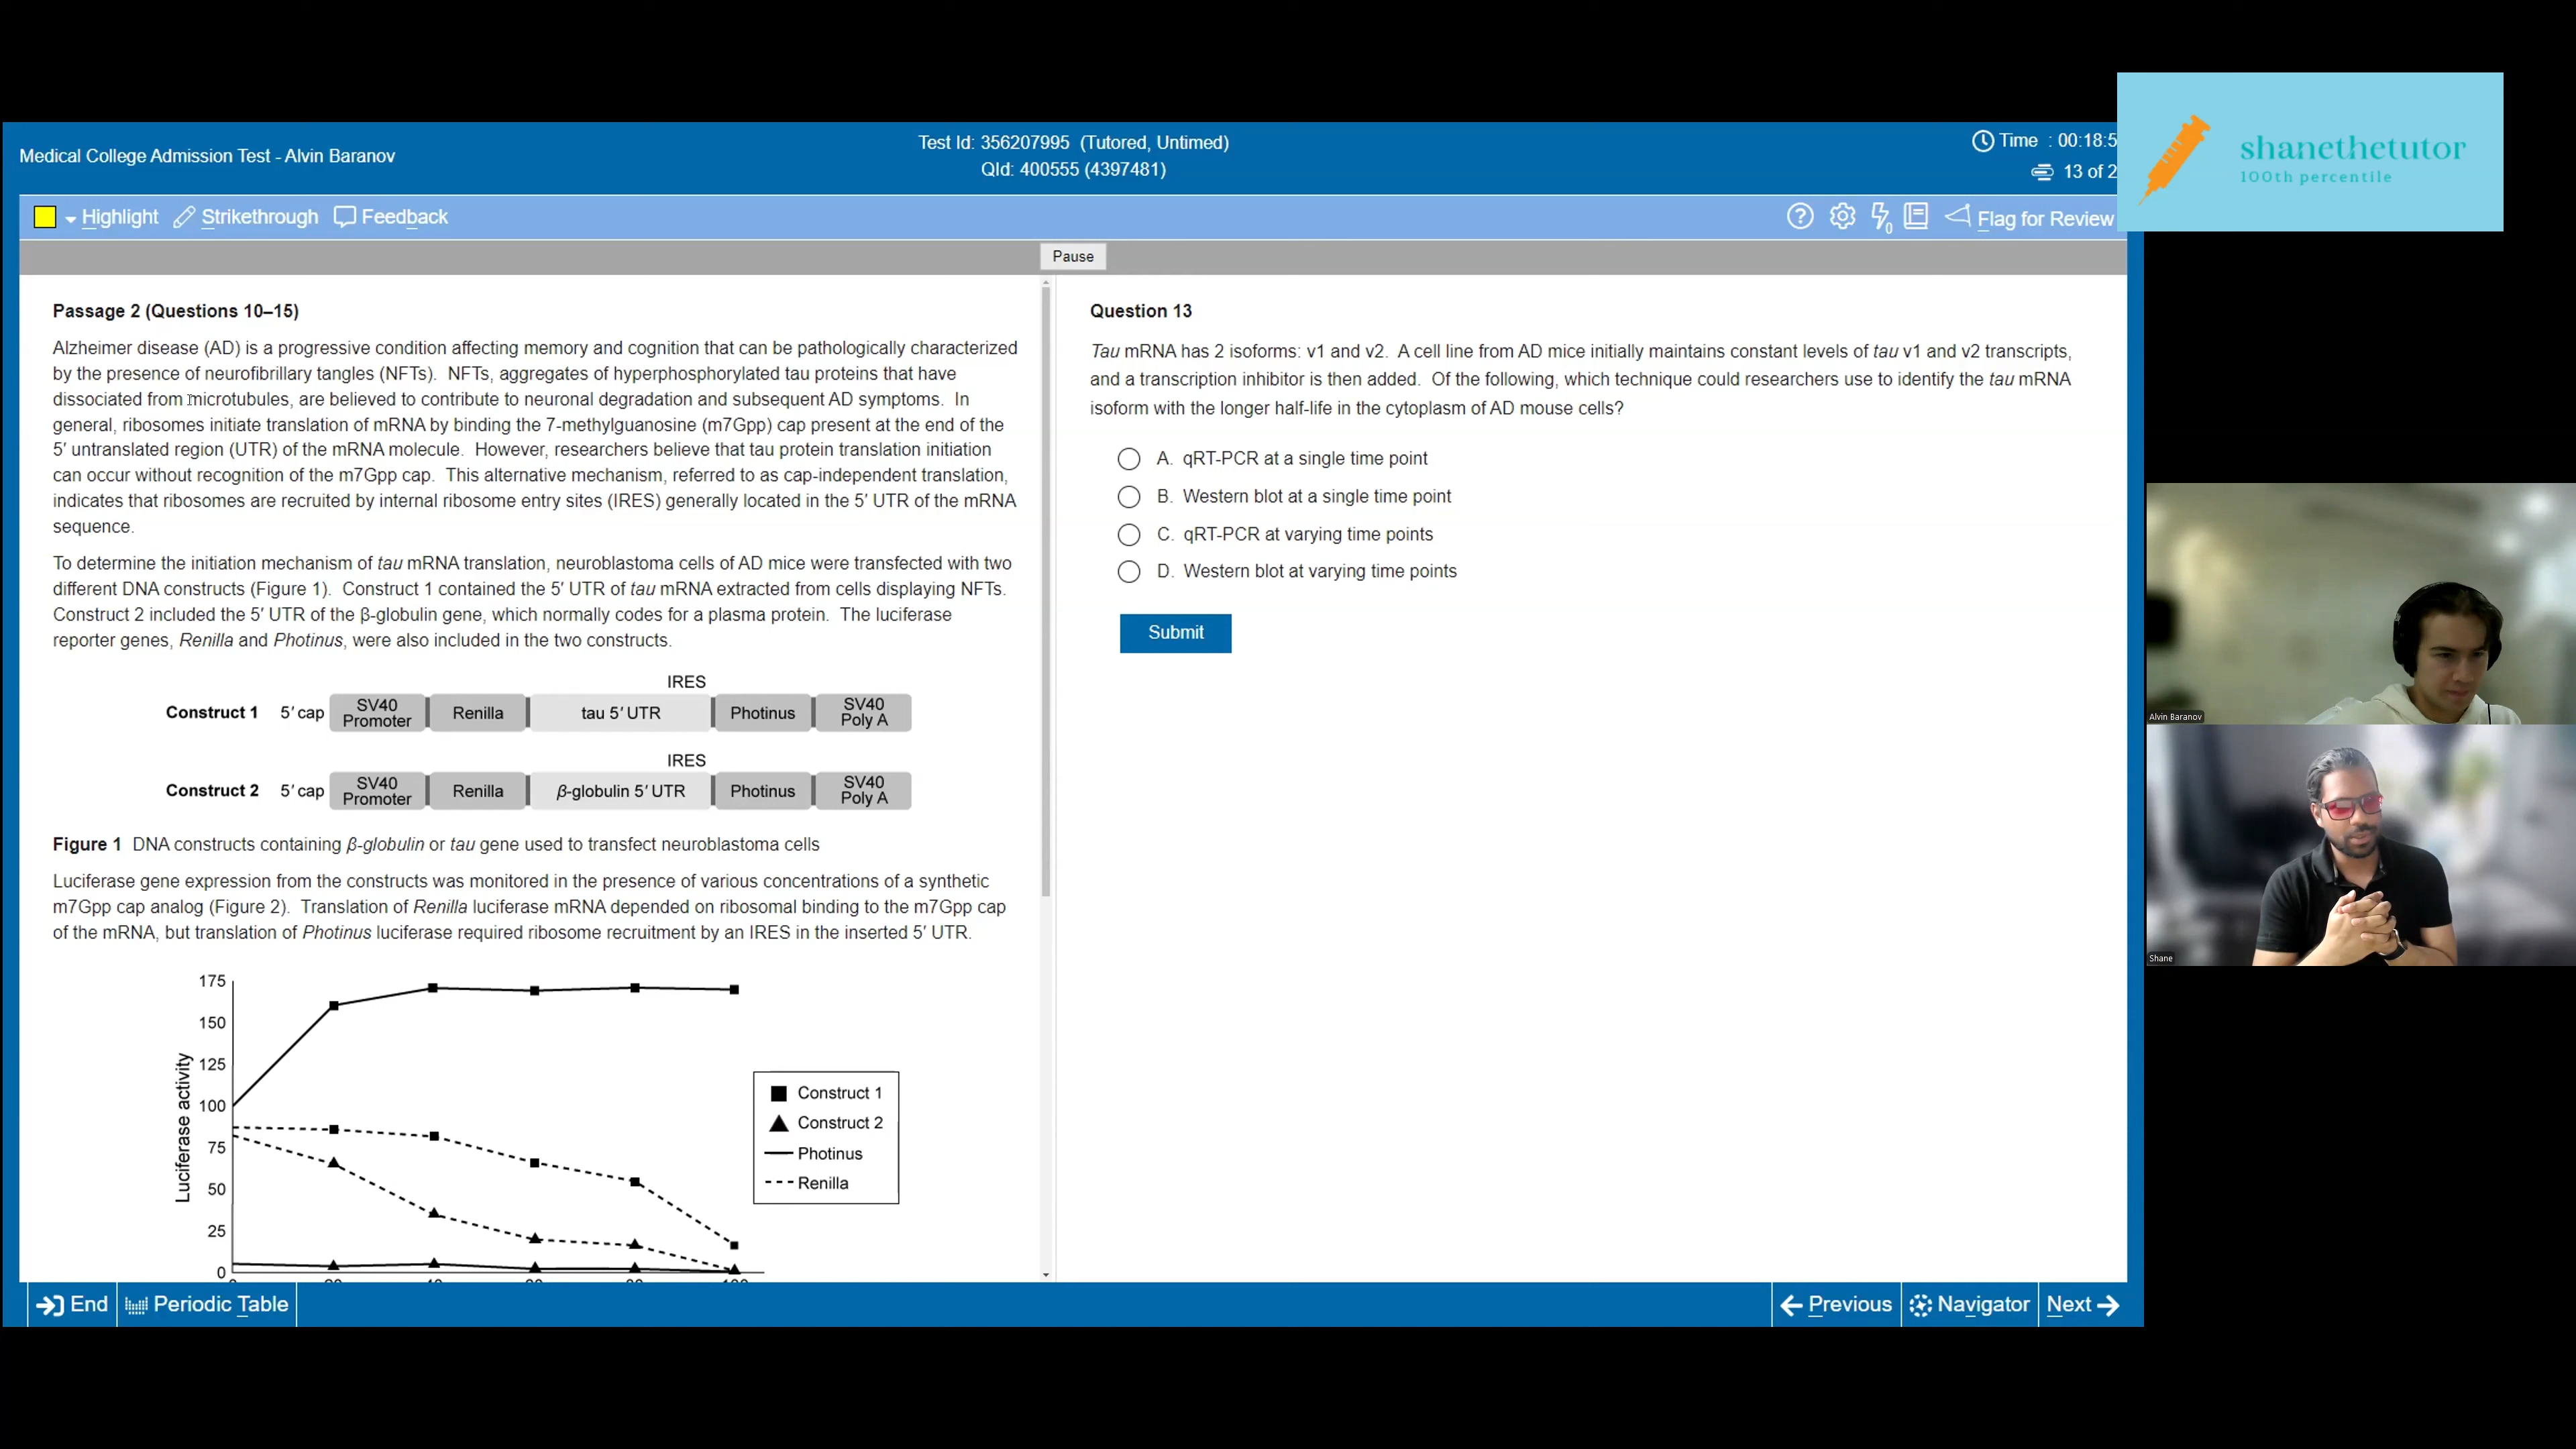 shanethetutor
100th percentile
Medical College Admission Test - Alvin Baranov
Test Id: 356207995 (Tutored, Untimed)
QId: 400555 (4397481)
Time : 00:18:5
13 of 2
Highlight
Strikethrough
Feedback
Flag for Review
Pause
Passage 2 (Questions 10–15)
Alzheimer disease (AD) is a progressive condition affecting memory and cognition that can be pathologically characterized
by the presence of neurofibrillary tangles (NFTs). NFTs, aggregates of hyperphosphorylated tau proteins that have
dissociated from microtubules, are believed to contribute to neuronal degradation and subsequent AD symptoms. In
general, ribosomes initiate translation of mRNA by binding the 7-methylguanosine (m7Gpp) cap present at the end of the
5′ untranslated region (UTR) of the mRNA molecule. However, researchers believe that tau protein translation initiation
can occur without recognition of the m7Gpp cap. This alternative mechanism, referred to as cap-independent translation,
indicates that ribosomes are recruited by internal ribosome entry sites (IRES) generally located in the 5′ UTR of the mRNA
sequence.
To determine the initiation mechanism of tau mRNA translation, neuroblastoma cells of AD mice were transfected with two
different DNA constructs (Figure 1). Construct 1 contained the 5′ UTR of tau mRNA extracted from cells displaying NFTs.
Construct 2 included the 5′ UTR of the β-globulin gene, which normally codes for a plasma protein. The luciferase
reporter genes, Renilla and Photinus, were also included in the two constructs.
IRES
Construct 1 5′ cap SV40 Promoter Renilla tau 5′ UTR Photinus SV40 Poly A
IRES
Construct 2 5′ cap SV40 Promoter Renilla β-globulin 5′ UTR Photinus SV40 Poly A
Figure 1 DNA constructs containing β-globulin or tau gene used to transfect neuroblastoma cells
Luciferase gene expression from the constructs was monitored in the presence of various concentrations of a synthetic
m7Gpp cap analog (Figure 2). Translation of Renilla luciferase mRNA depended on ribosomal binding to the m7Gpp cap
of the mRNA, but translation of Photinus luciferase required ribosome recruitment by an IRES in the inserted 5′ UTR.
Luciferase activity
175
150
125
100
75
50
25
0
Construct 1
Construct 2
Photinus
Renilla
Question 13
Tau mRNA has 2 isoforms: v1 and v2. A cell line from AD mice initially maintains constant levels of tau v1 and v2 transcripts,
and a transcription inhibitor is then added. Of the following, which technique could researchers use to identify the tau mRNA
isoform with the longer half-life in the cytoplasm of AD mouse cells?
A. qRT-PCR at a single time point
B. Western blot at a single time point
C. qRT-PCR at varying time points
D. Western blot at varying time points
Submit
Alvin Baranov
Shane
End
Periodic Table
Previous
Navigator
Next